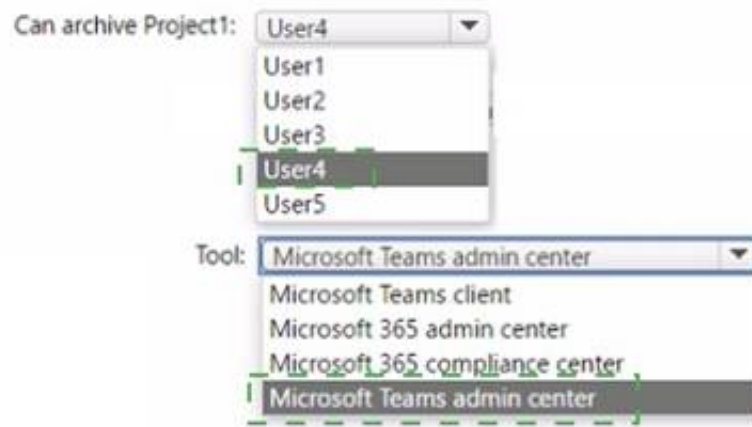 Can archive Project1: User4
User1
User2
User3
User4
User5
Tool: Microsoft Teams admin center
Microsoft Teams client
Microsoft 365 admin center
Microsoft 365 compliance center
Microsoft Teams admin center